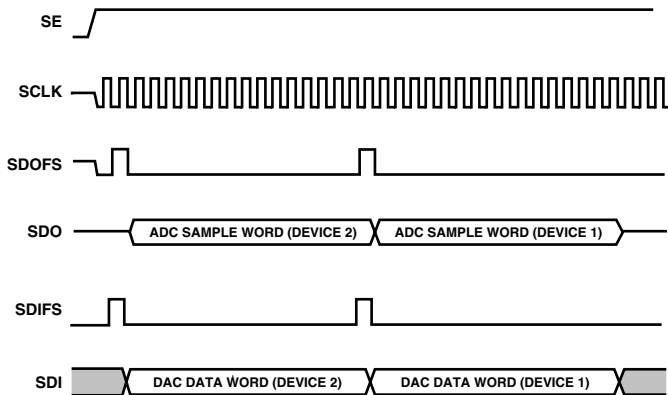 SE
SCLK
SDOFS
SDO
ADC SAMPLE WORD (DEVICE 2) ADC SAMPLE WORD (DEVICE 1)
SDIFS
SDI
DAC DATA WORD (DEVICE 2) DAC DATA WORD (DEVICE 1)